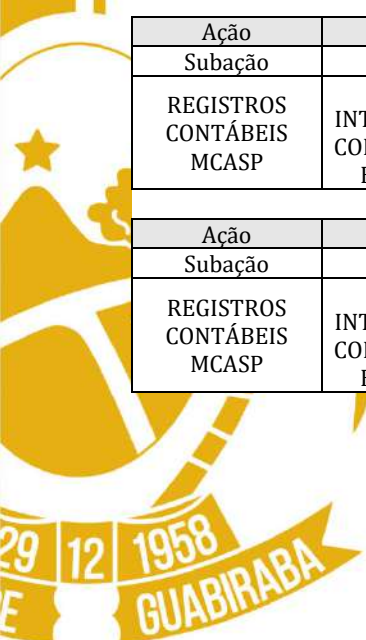 Ação
Subação
REGISTROS
CONTÁBEIS
MCASP
Ação
Subação
REGISTROS
CONTÁBEIS
MCASP
29 12 1958
GUABIRABA